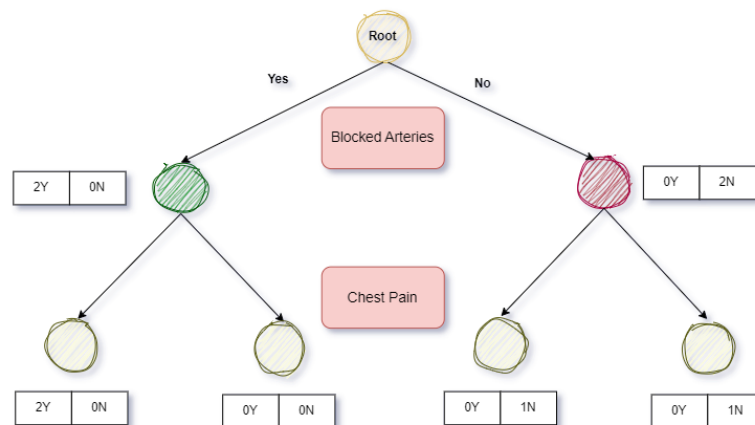 Root
Yes
No
Blocked Arteries
2Y 0N
0Y 2N
Chest Pain
2Y 0N
0Y 0N
0Y 1N
0Y 1N